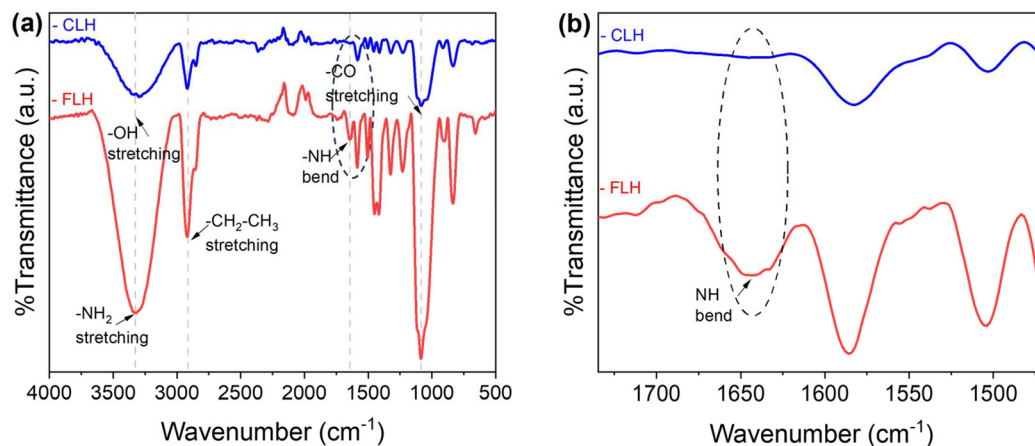 (a)
- CLH
- FLH
-OH
stretching
-CO
stretching
-NH
bend
-CH₂-CH₃
stretching
-NH₂
stretching
%Transmittance (a.u.)
4000 3500 3000 2500 2000 1500 1000 500
Wavenumber (cm⁻¹)
(b)
- CLH
- FLH
NH
bend
%Transmittance (a.u.)
1700 1650 1600 1550 1500
Wavenumber (cm⁻¹)